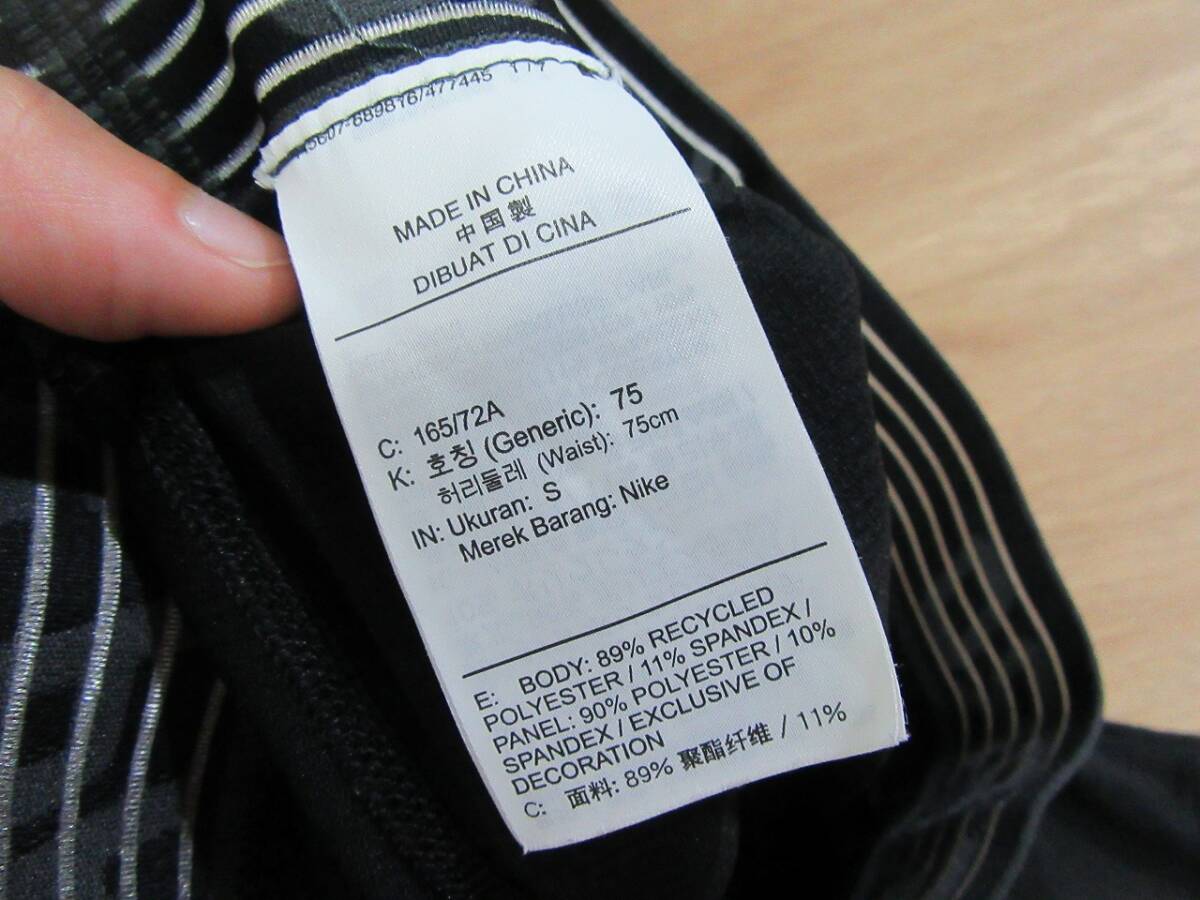 689816/477445
MADE IN CHINA
中国製
DIBUAT DI CINA
C: 165/72A
K: 호칭 (Generic): 75
허리둘레 (Waist): 75cm
IN: Ukuran: S
Merek Barang: Nike
E: BODY: 89% RECYCLED
POLYESTER / 11% SPANDEX /
PANEL: 90% POLYESTER / 10%
SPANDEX / EXCLUSIVE OF
DECORATION
C: 面料: 89% 聚酯纤维 / 11%